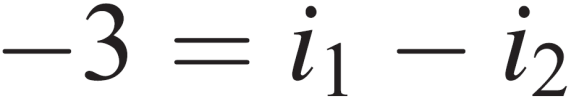 −3 = i₁ − i₂